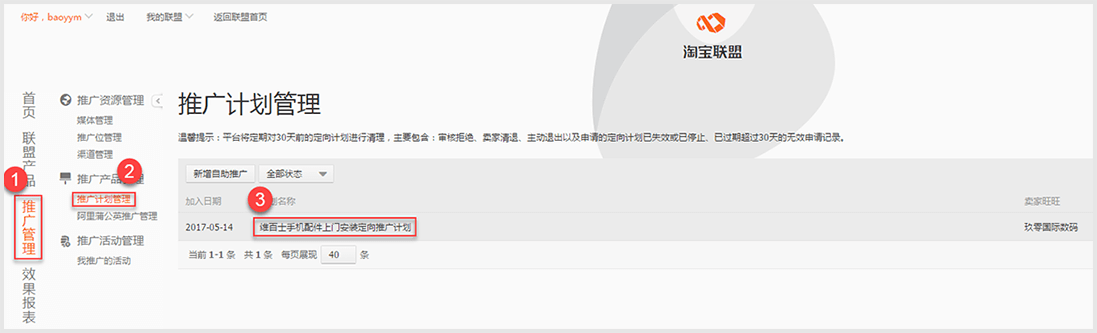 你好，baoyym 退出 我的联盟 返回联盟首页
淘宝联盟
首页
联盟产品
推广管理
效果报表
1
推广资源管理
媒体管理
推广位管理
渠道管理
2
推广产品管理
推广计划管理
阿里蒲公英推广管理
推广活动管理
我推广的活动
推广计划管理
温馨提示：平台将定期对30天前的定向计划进行清理，主要包含：审核拒绝、卖家清退、主动退出以及申请的定向计划已失效或已停止、已过期超过30天的无效申请记录。
新增自助推广 全部状态
3
加入日期 名称 卖家旺旺
2017-05-14 维百士手机配件上门安装定向推广计划 玖零国际数码
当前 1-1 条 共 1 条 每页展现 40 条